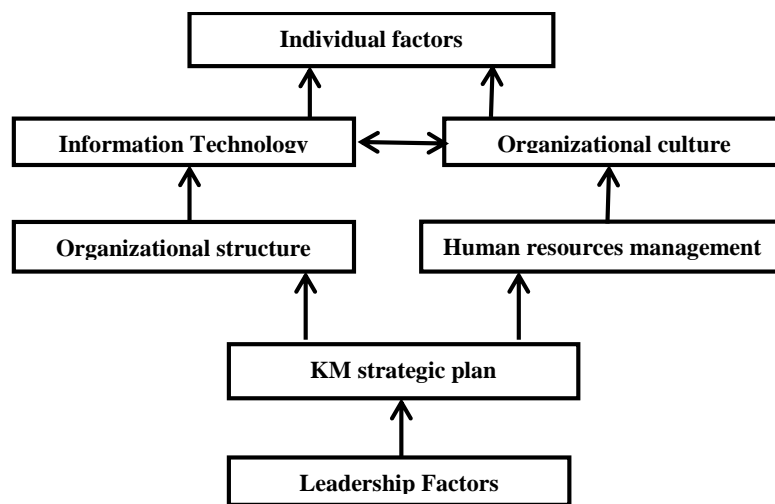 Individual factors
Information Technology
Organizational culture
Organizational structure
Human resources management
KM strategic plan
Leadership Factors